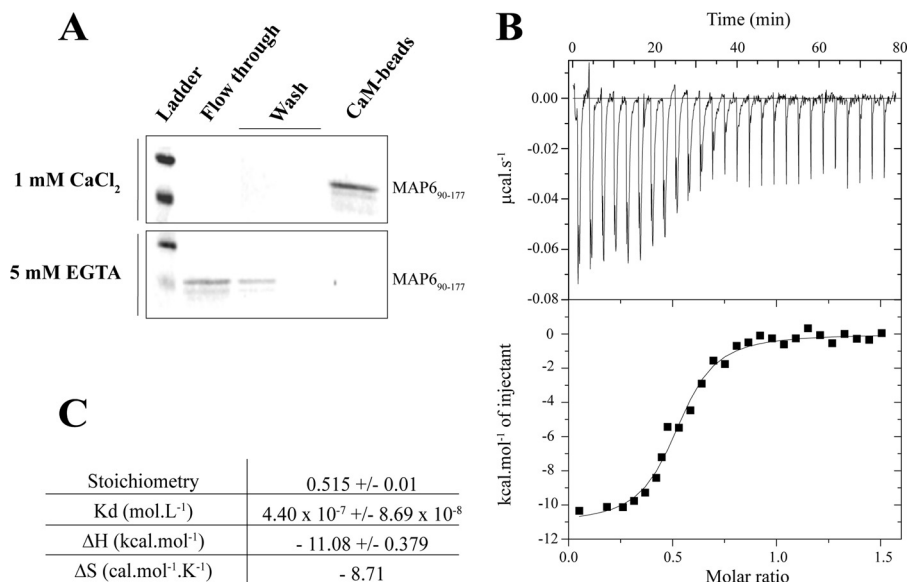 A
Ladder
Flow through
Wash
CaM-beads
1 mM CaCl₂
MAP6₉₀₋₁₇₇
5 mM EGTA
MAP6₉₀₋₁₇₇
B
Time (min)
0 20 40 60 80
0.00
-0.02
-0.04
-0.06
-0.08
μcal.s⁻¹
0
-2
-4
-6
-8
-10
-12
kcal.mol⁻¹ of injectant
0.0 0.5 1.0 1.5
Molar ratio
C
Stoichiometry 0.515 +/- 0.01
Kd (mol.L⁻¹) 4.40 x 10⁻⁷ +/- 8.69 x 10⁻⁸
ΔH (kcal.mol⁻¹) - 11.08 +/- 0.379
ΔS (cal.mol⁻¹.K⁻¹) - 8.71